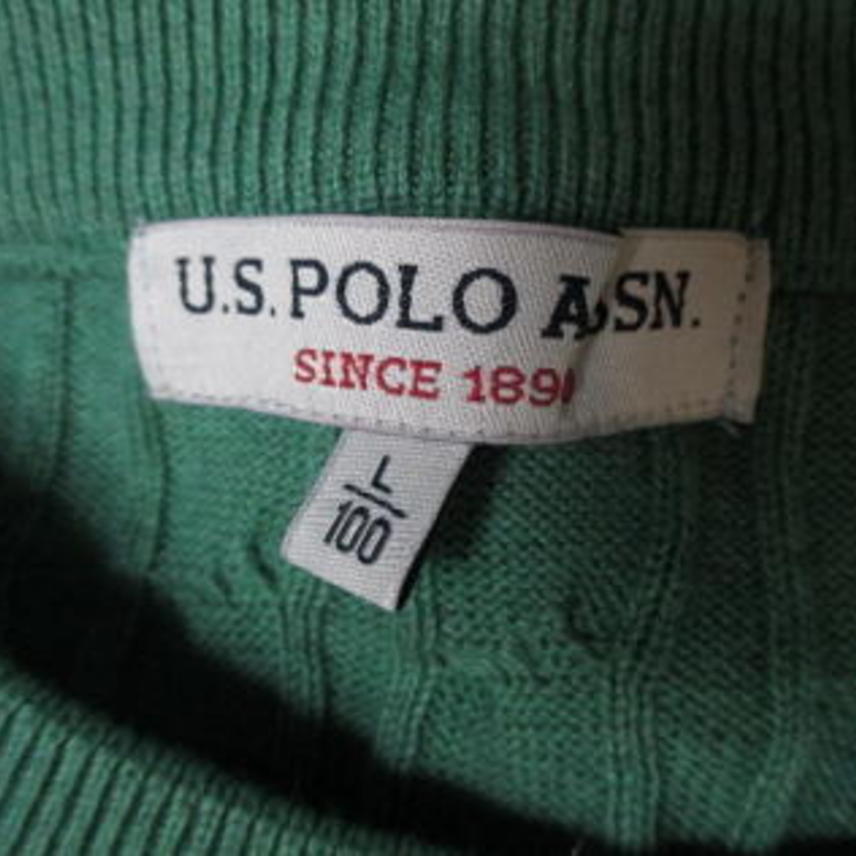 U.S. POLO ASSN.
SINCE 1890
L
100